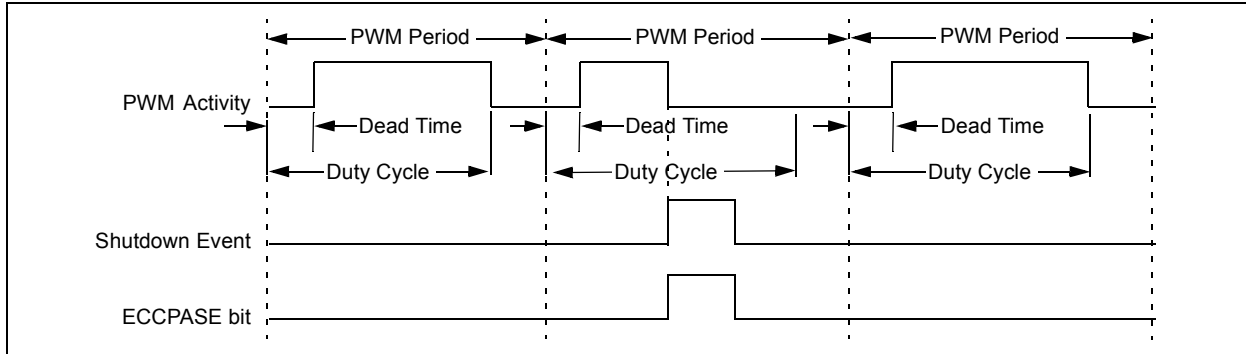 PWM Period PWM Period PWM Period
PWM Activity
Dead Time Dead Time Dead Time
Duty Cycle Duty Cycle Duty Cycle
Shutdown Event
ECCPASE bit